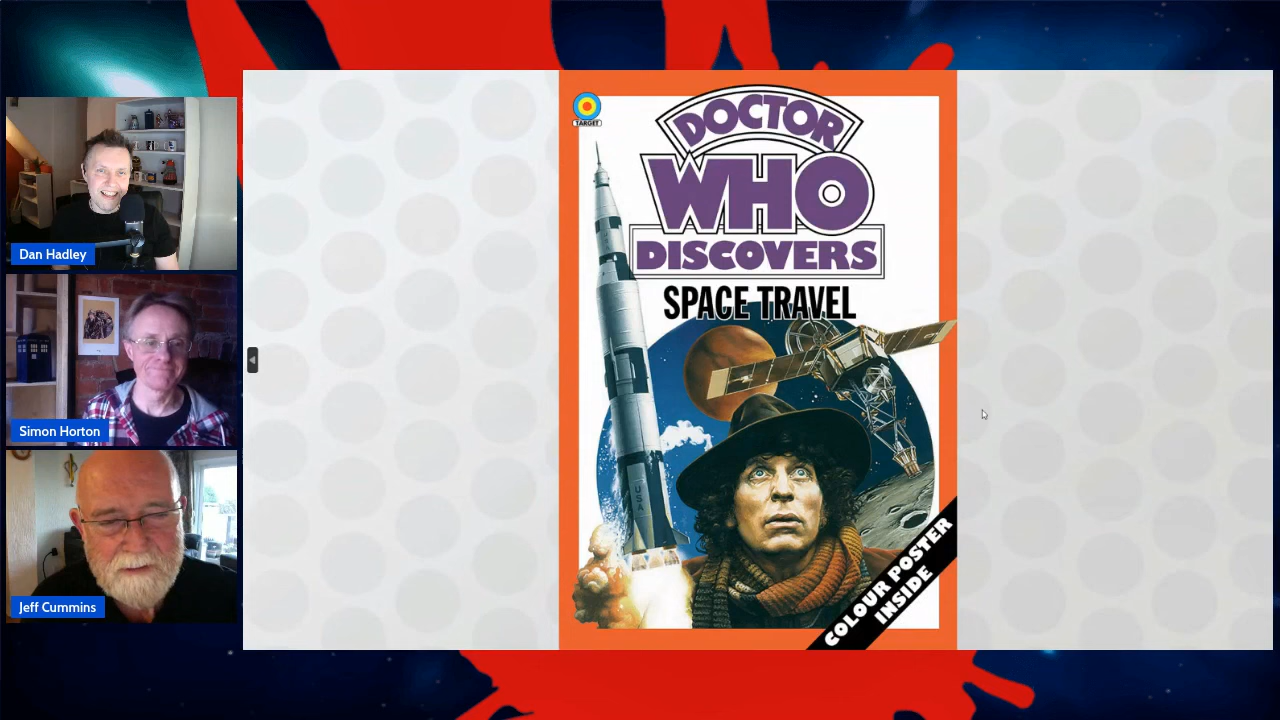 Dan Hadley
Simon Horton
Jeff Cummins
TARGET
DOCTOR
WHO
DISCOVERS
SPACE TRAVEL
USA
COLOUR POSTER
INSIDE